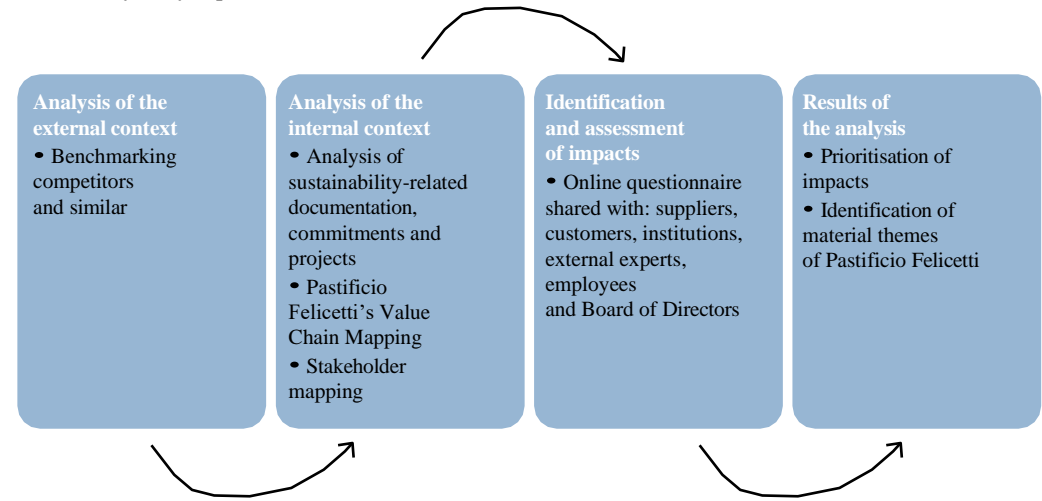 Analysis of the
external context
• Benchmarking
competitors
and similar
Analysis of the
internal context
• Analysis of
sustainability-related
documentation,
commitments and
projects
• Pastificio
Felicetti’s Value
Chain Mapping
• Stakeholder
mapping
Identification
and assessment
of impacts
• Online questionnaire
shared with: suppliers,
customers, institutions,
external experts,
employees
and Board of Directors
Results of
the analysis
• Prioritisation of
impacts
• Identification of
material themes
of Pastificio Felicetti